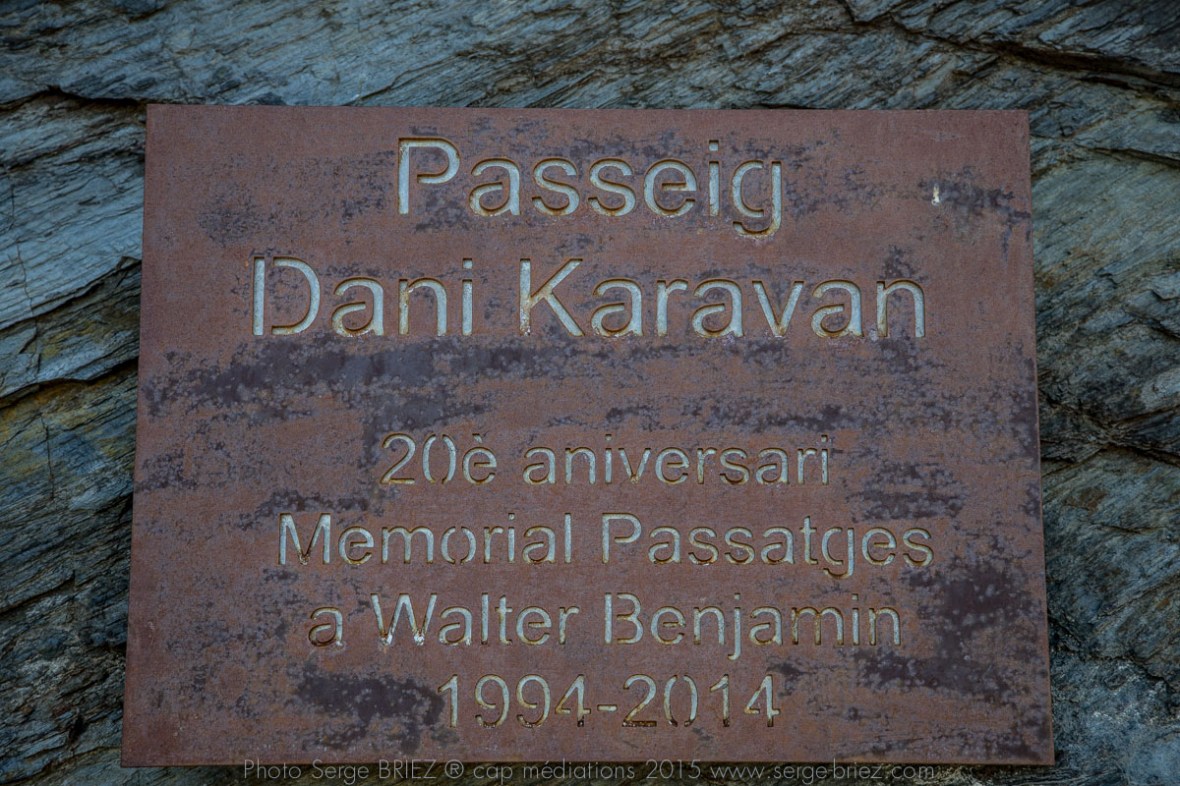 Passeig
Dani Karavan
20è aniversari
Memorial Passatges
a Walter Benjamin
1994-2014
Photo Serge BRIEZ ® cap médiations 2015 www.serge-briez.com